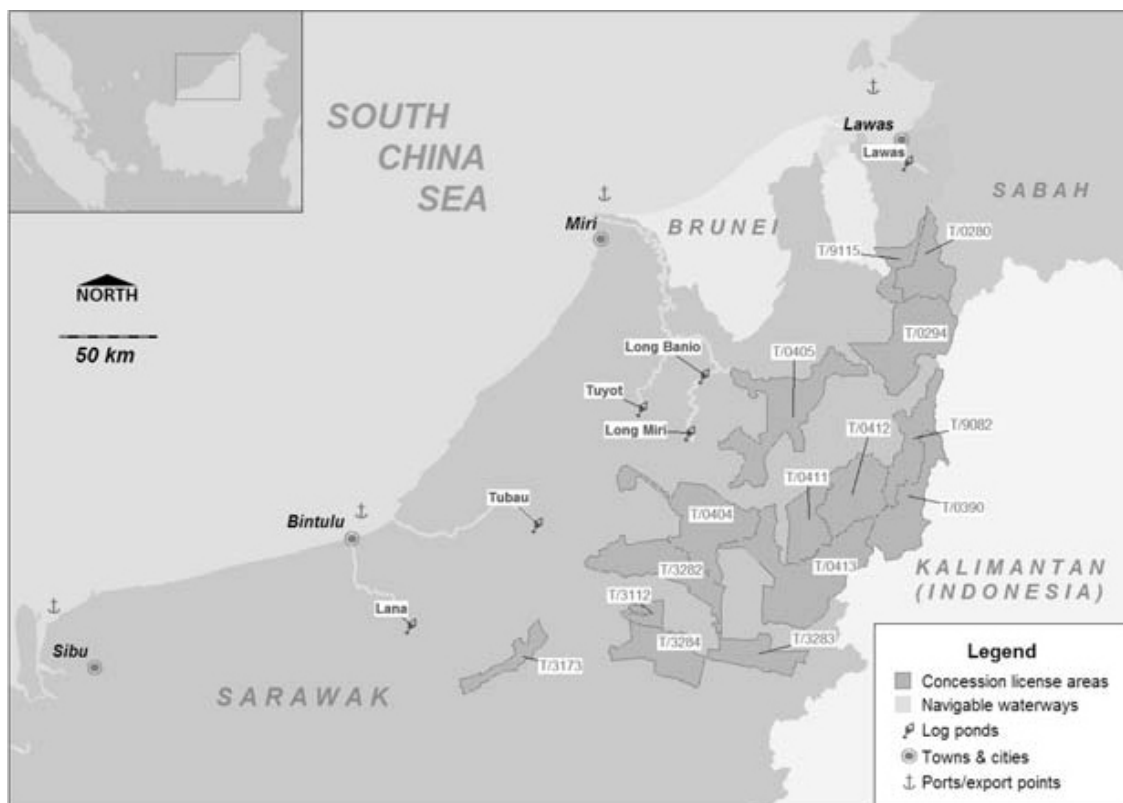 SOUTH
CHINA
SEA
Lawas
Lawas
SABAH
Miri
BRUNEI
T/9115
T/0280
NORTH
50 km
T/0294
Long Banio
T/0405
Tuyot
Long Miri
T/0412
T/9082
T/0411
Tubau
T/0404
T/0390
Bintulu
T/3282
T/0413
KALIMANTAN
(INDONESIA)
T/3112
Lana
T/3284
T/3283
Sibu
T/3173
SARAWAK
Legend
Concession license areas
Navigable waterways
Log ponds
Towns & cities
Ports/export points